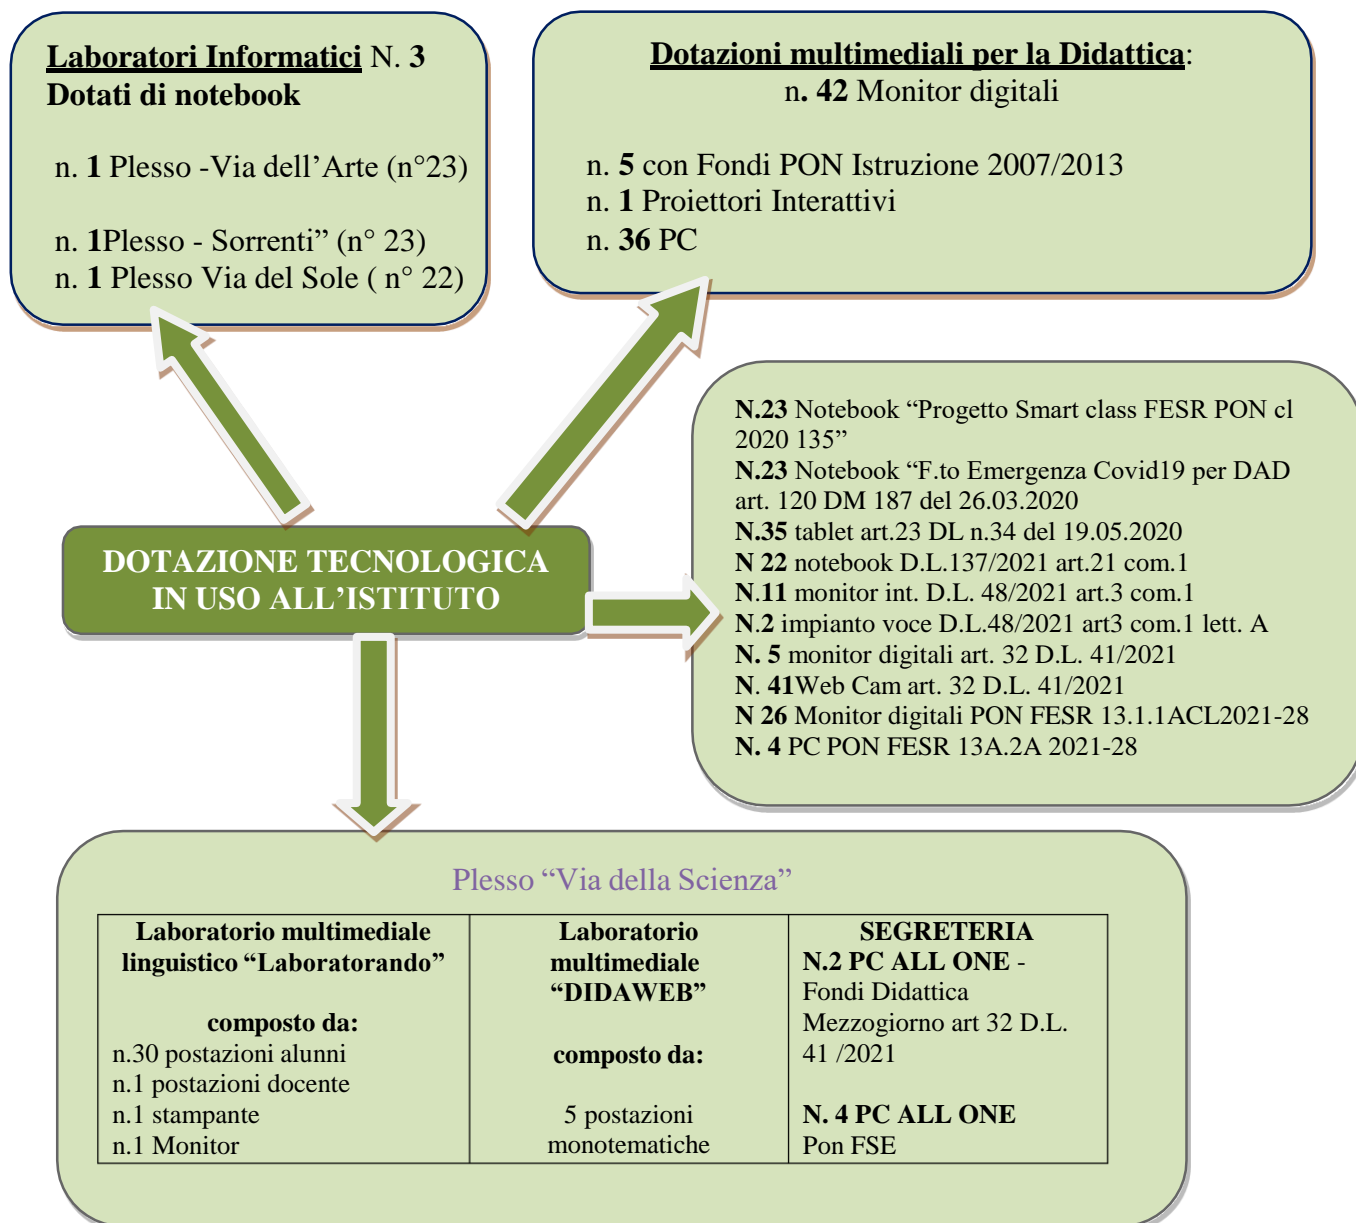 Laboratori Informatici N. 3
Dotati di notebook
n. 1 Plesso -Via dell’Arte (n°23)
n. 1Plesso - Sorrenti” (n° 23)
n. 1 Plesso Via del Sole ( n° 22)
Dotazioni multimediali per la Didattica:
n. 42 Monitor digitali
n. 5 con Fondi PON Istruzione 2007/2013
n. 1 Proiettori Interattivi
n. 36 PC
N.23 Notebook “Progetto Smart class FESR PON cl
2020 135”
N.23 Notebook “F.to Emergenza Covid19 per DAD
art. 120 DM 187 del 26.03.2020
N.35 tablet art.23 DL n.34 del 19.05.2020
N 22 notebook D.L.137/2021 art.21 com.1
N.11 monitor int. D.L. 48/2021 art.3 com.1
N.2 impianto voce D.L.48/2021 art3 com.1 lett. A
N. 5 monitor digitali art. 32 D.L. 41/2021
N. 41Web Cam art. 32 D.L. 41/2021
N 26 Monitor digitali PON FESR 13.1.1ACL2021-28
N. 4 PC PON FESR 13A.2A 2021-28
DOTAZIONE TECNOLOGICA
IN USO ALL’ISTITUTO
Plesso “Via della Scienza”
Laboratorio multimediale
linguistico “Laboratorando”
composto da:
n.30 postazioni alunni
n.1 postazioni docente
n.1 stampante
n.1 Monitor
Laboratorio
multimediale
“DIDAWEB”
composto da:
5 postazioni
monotematiche
SEGRETERIA
N.2 PC ALL ONE -
Fondi Didattica
Mezzogiorno art 32 D.L.
41 /2021
N. 4 PC ALL ONE
Pon FSE